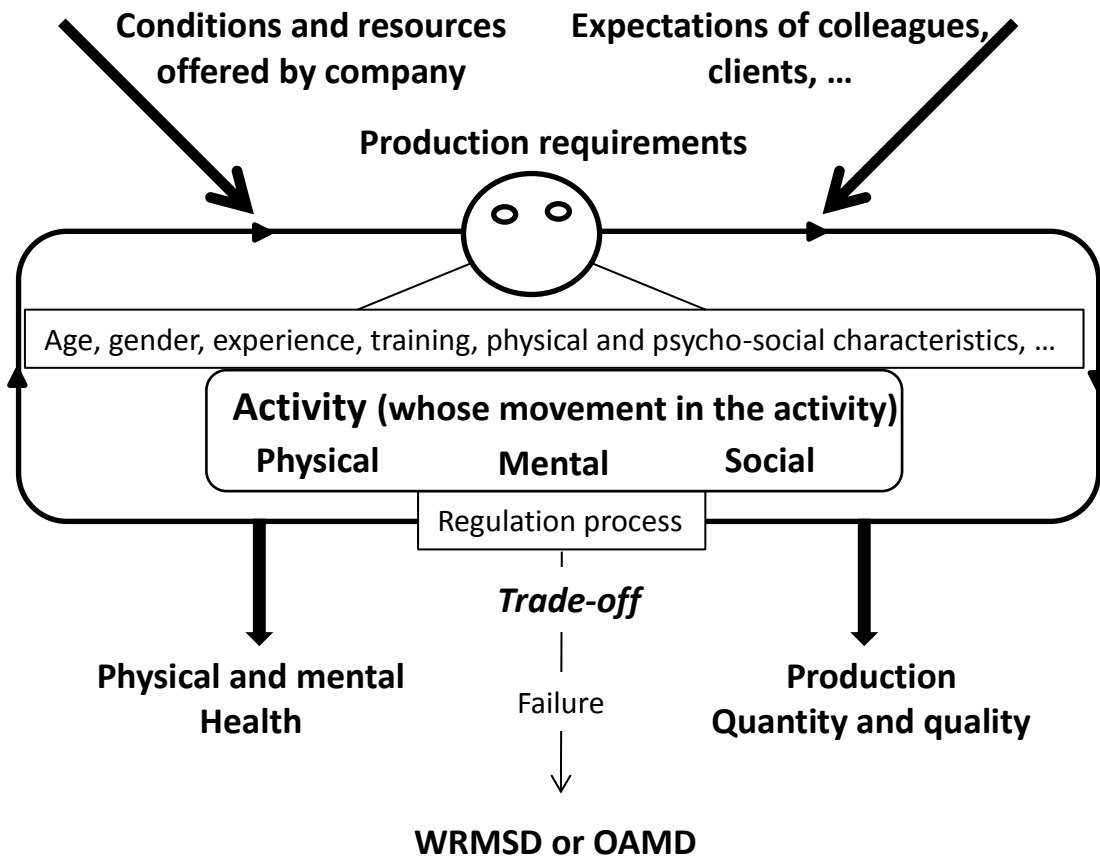 Conditions and resources
offered by company
Expectations of colleagues,
clients, ...
Production requirements
Age, gender, experience, training, physical and psycho-social characteristics, ...
Activity (whose movement in the activity)
Physical Mental Social
Regulation process
Trade-off
Physical and mental
Health
Failure
Production
Quantity and quality
WRMSD or OAMD